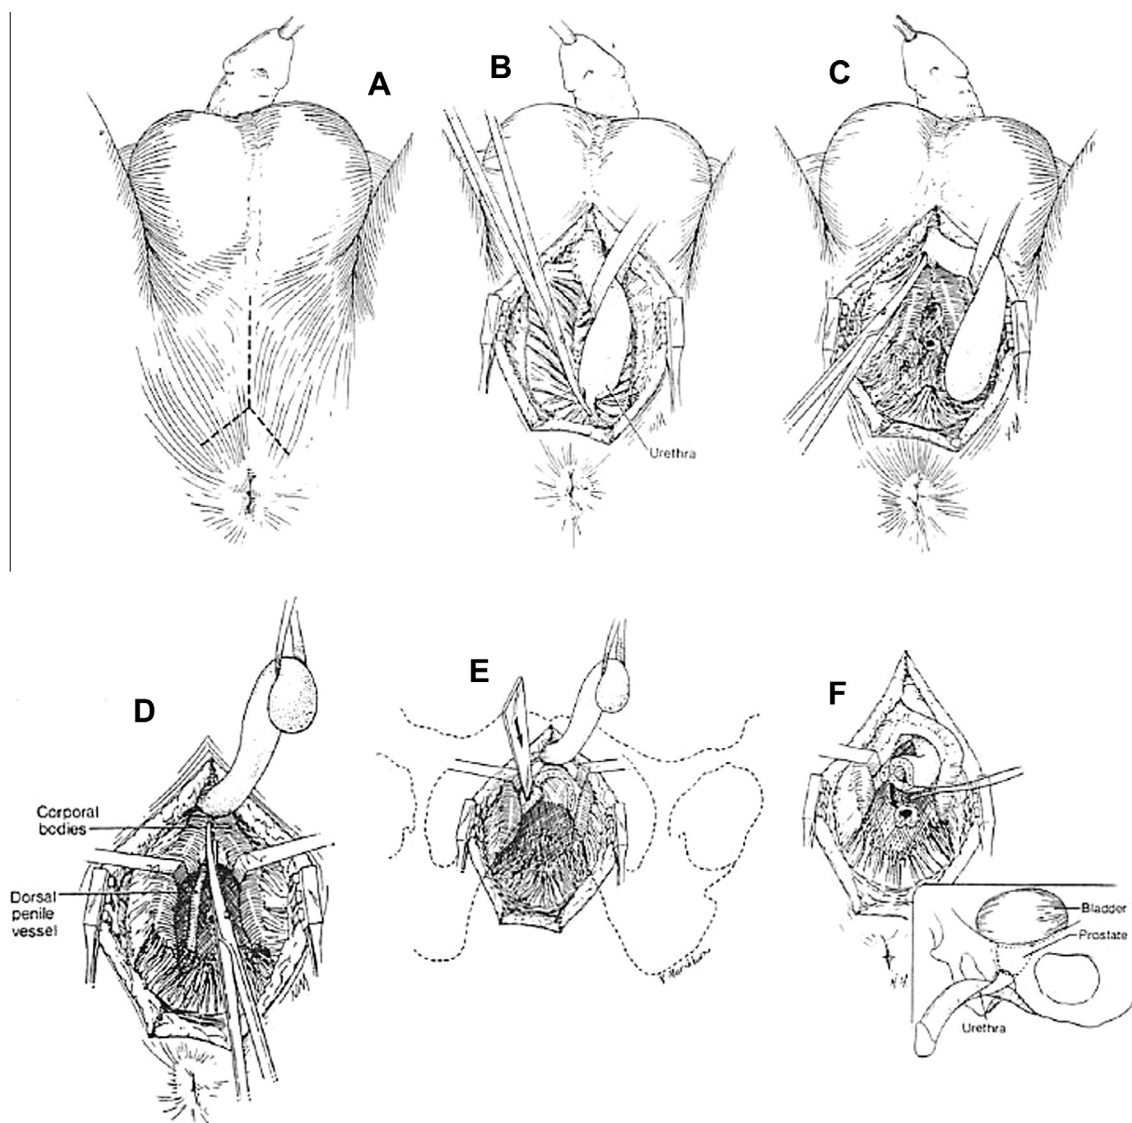 A
B
C
Urethra
D
E
F
Corporal
bodies
Dorsal
penile
vessel
Bladder
Prostate
Urethra